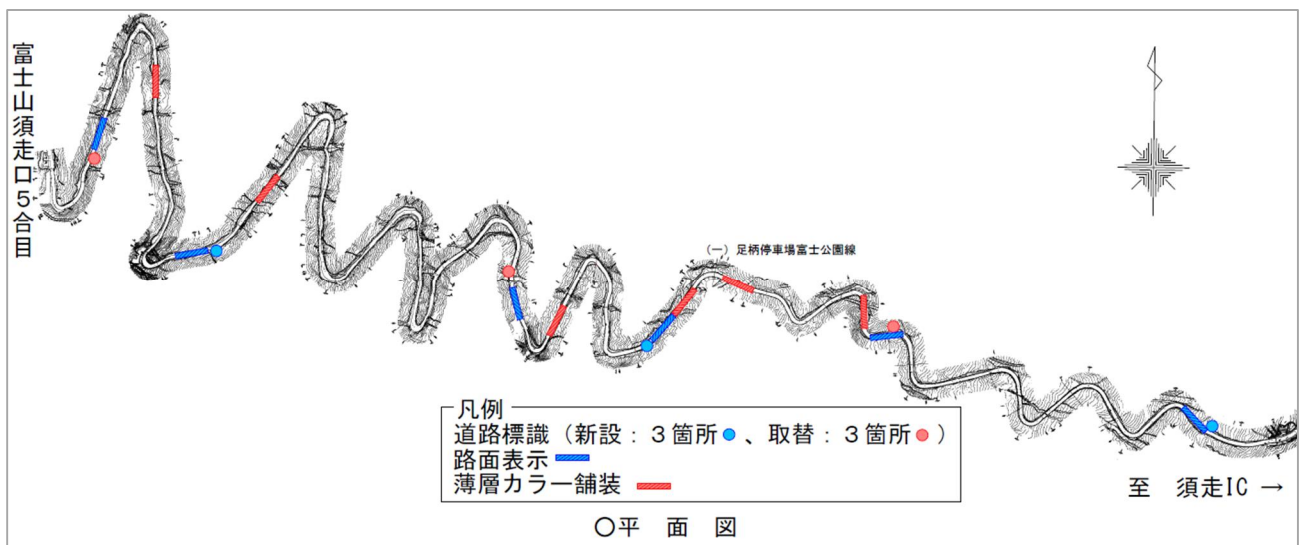 富士山須走口５合目
（一）足柄停車場富士公園線
凡例
道路標識（新設：３箇所、取替：３箇所）
路面表示
薄層カラー舗装
至　須走IC →
〇平　面　図